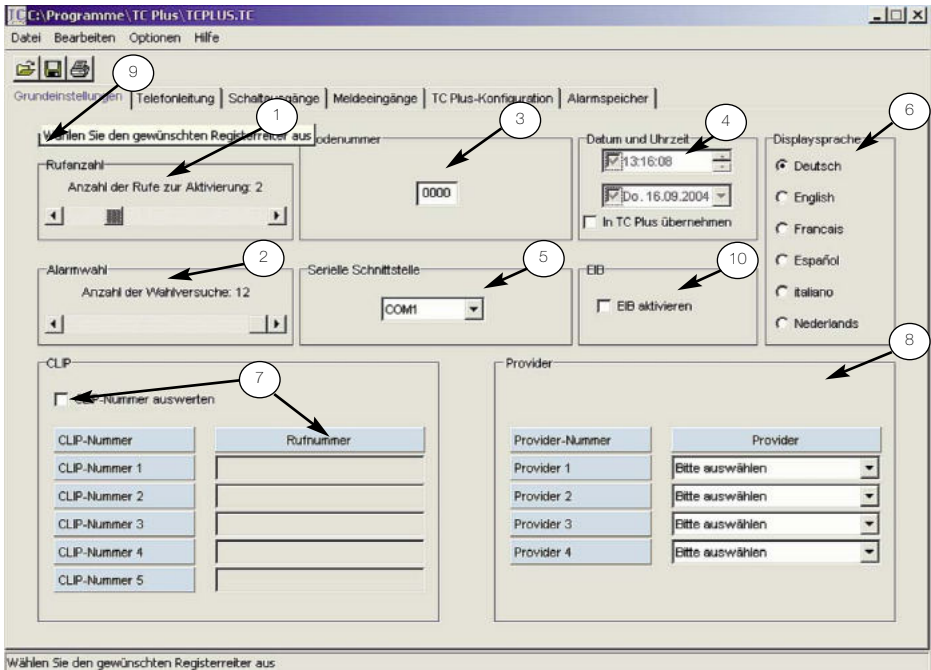 TC C:\Programme\TC Plus\TCPLUS.TC
Datei Bearbeiten Optionen Hilfe
9
Grundeinstellungen Telefonleitung Schaltausgänge Meldeeingänge TC Plus-Konfiguration Alarmspeicher
Wählen Sie den gewünschten Registerreiter aus
odenummer
Datum und Uhrzeit
Displaysprache
1
3
4
6
Rufanzahl
Anzahl der Rufe zur Aktivierung: 2
0000
13:16:08
Do. 16.09.2004
In TC Plus übernehmen
Deutsch
English
Francais
Español
italiano
Nederlands
Alarmwahl
2
Anzahl der Wahlversuche: 12
Serielle Schnittstelle
5
COM1
EIB
10
EIB aktivieren
CLIP
7
CLIP-Nummer auswerten
CLIP-Nummer Rufnummer
CLIP-Nummer 1
CLIP-Nummer 2
CLIP-Nummer 3
CLIP-Nummer 4
CLIP-Nummer 5
Provider
8
Provider-Nummer Provider
Provider 1 Bitte auswählen
Provider 2 Bitte auswählen
Provider 3 Bitte auswählen
Provider 4 Bitte auswählen
Wählen Sie den gewünschten Registerreiter aus